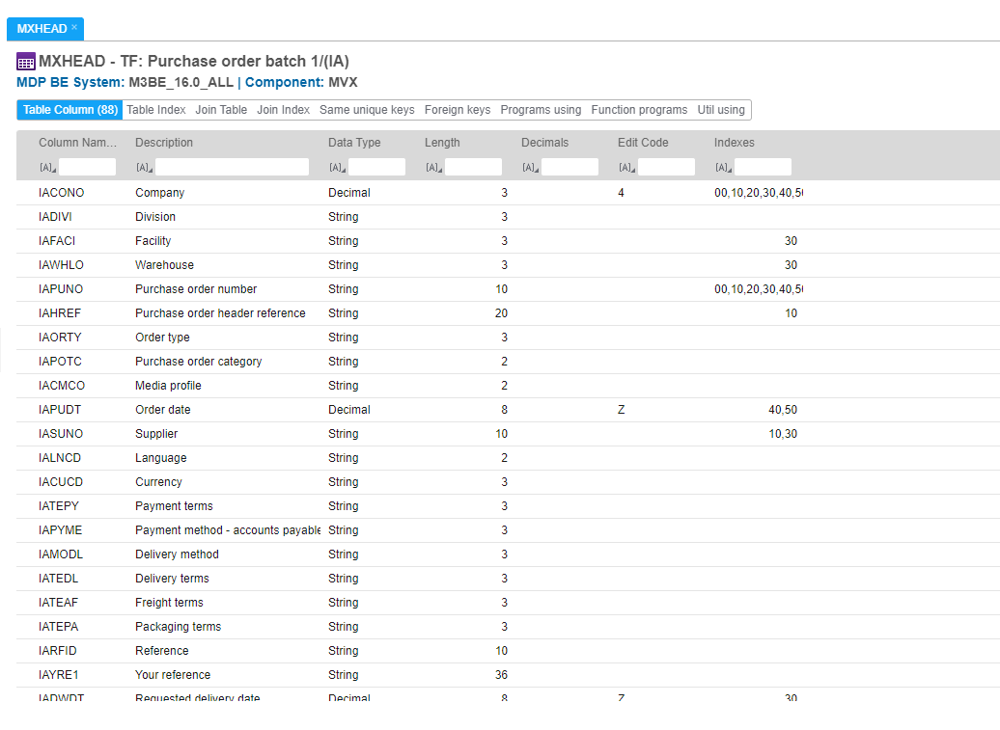 MXHEAD ×
MXHEAD - TF: Purchase order batch 1/(IA)
MDP BE System: M3BE_16.0_ALL | Component: MVX
Table Column (88) Table Index Join Table Join Index Same unique keys Foreign keys Programs using Function programs Util using
Column Nam... Description Data Type Length Decimals Edit Code Indexes
[A] [A] [A] [A] [A] [A] [A]
IACONO Company Decimal 3 4 00,10,20,30,40,50
IADIVI Division String 3
IAFACI Facility String 3 30
IAWHLO Warehouse String 3 30
IAPUNO Purchase order number String 10 00,10,20,30,40,50
IAHREF Purchase order header reference String 20 10
IAORTY Order type String 3
IAPOTC Purchase order category String 2
IACMCO Media profile String 2
IAPUDT Order date Decimal 8 Z 40,50
IASUNO Supplier String 10 10,30
IALNCD Language String 2
IACUCD Currency String 3
IATEPY Payment terms String 3
IAPYME Payment method - accounts payable String 3
IAMODL Delivery method String 3
IATEDL Delivery terms String 3
IATEAF Freight terms String 3
IATEPA Packaging terms String 3
IARFID Reference String 10
IAYRE1 Your reference String 36
IADWDT Requested delivery date Decimal 8 Z 30